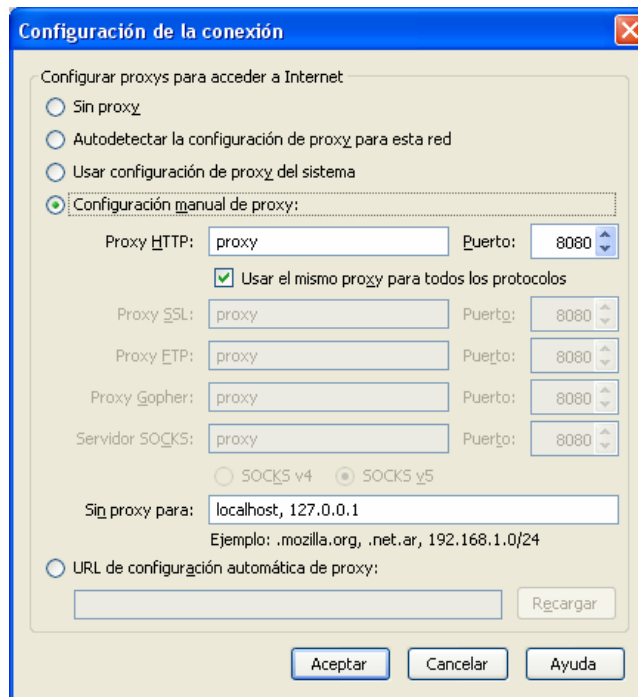 Configuración de la conexión
Configurar proxys para acceder a Internet
Sin proxy
Autodetectar la configuración de proxy para esta red
Usar configuración de proxy del sistema
Configuración manual de proxy:
Proxy HTTP: proxy Puerto: 8080
Usar el mismo proxy para todos los protocolos
Proxy SSL: proxy Puerto: 8080
Proxy FTP: proxy Puerto: 8080
Proxy Gopher: proxy Puerto: 8080
Servidor SOCKS: proxy Puerto: 8080
SOCKS v4 SOCKS v5
Sin proxy para: localhost, 127.0.0.1
Ejemplo: .mozilla.org, .net.ar, 192.168.1.0/24
URL de configuración automática de proxy:
Recargar
Aceptar Cancelar Ayuda